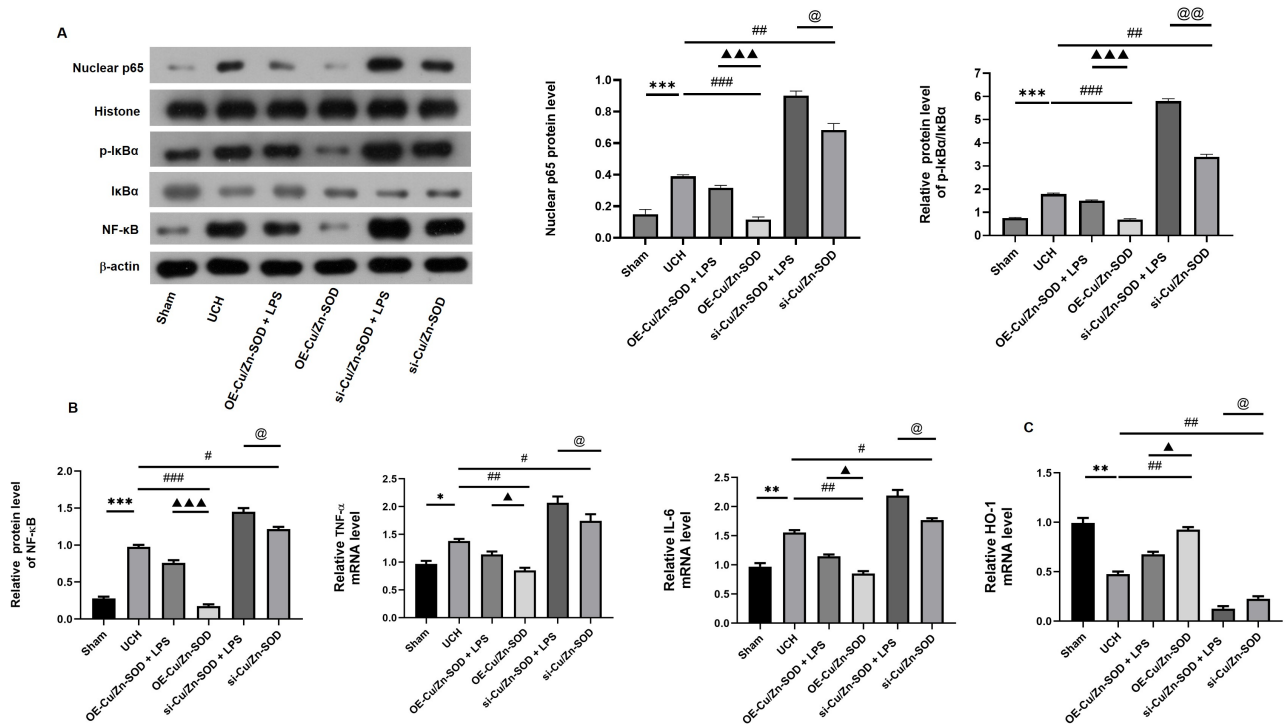 A
Nuclear p65
Histone
p-IκBα
IκBα
NF-κB
β-actin
Sham
UCH
OE-Cu/Zn-SOD + LPS
OE-Cu/Zn-SOD
si-Cu/Zn-SOD + LPS
si-Cu/Zn-SOD
@
##
▲▲▲
***
###
Nuclear p65 protein level
1.0
0.8
0.6
0.4
0.2
0.0
Sham
UCH
OE-Cu/Zn-SOD + LPS
OE-Cu/Zn-SOD
si-Cu/Zn-SOD + LPS
si-Cu/Zn-SOD
@@
##
▲▲▲
***
###
Relative protein level
of p-IκBα/IκBα
7
6
5
4
3
2
1
0
Sham
UCH
OE-Cu/Zn-SOD + LPS
OE-Cu/Zn-SOD
si-Cu/Zn-SOD + LPS
si-Cu/Zn-SOD
B
@
#
###
***
▲▲▲
Relative protein level
of NF-κB
2.0
1.5
1.0
0.5
0.0
Sham
UCH
OE-Cu/Zn-SOD + LPS
OE-Cu/Zn-SOD
si-Cu/Zn-SOD + LPS
si-Cu/Zn-SOD
@
#
##
*
▲
Relative TNF-α
mRNA level
2.5
2.0
1.5
1.0
0.5
0.0
Sham
UCH
OE-Cu/Zn-SOD + LPS
OE-Cu/Zn-SOD
si-Cu/Zn-SOD + LPS
si-Cu/Zn-SOD
@
#
▲
**
##
Relative IL-6
mRNA level
2.0
1.5
1.0
0.5
0.0
Sham
UCH
OE-Cu/Zn-SOD + LPS
OE-Cu/Zn-SOD
si-Cu/Zn-SOD + LPS
si-Cu/Zn-SOD
C
@
##
▲
**
##
Relative HO-1
mRNA level
1.5
1.0
0.5
0.0
Sham
UCH
OE-Cu/Zn-SOD + LPS
OE-Cu/Zn-SOD
si-Cu/Zn-SOD + LPS
si-Cu/Zn-SOD